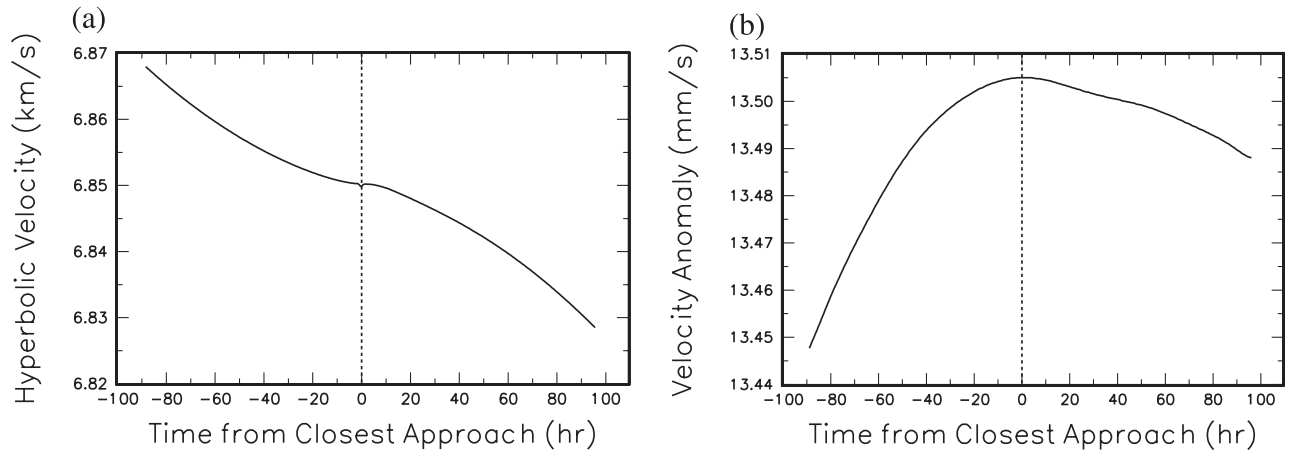 (a)
Hyperbolic Velocity (km/s)
6.87
6.86
6.85
6.84
6.83
6.82
-100 -80 -60 -40 -20 0 20 40 60 80 100
Time from Closest Approach (hr)
(b)
Velocity Anomaly (mm/s)
13.51
13.50
13.49
13.48
13.47
13.46
13.45
13.44
-100 -80 -60 -40 -20 0 20 40 60 80 100
Time from Closest Approach (hr)